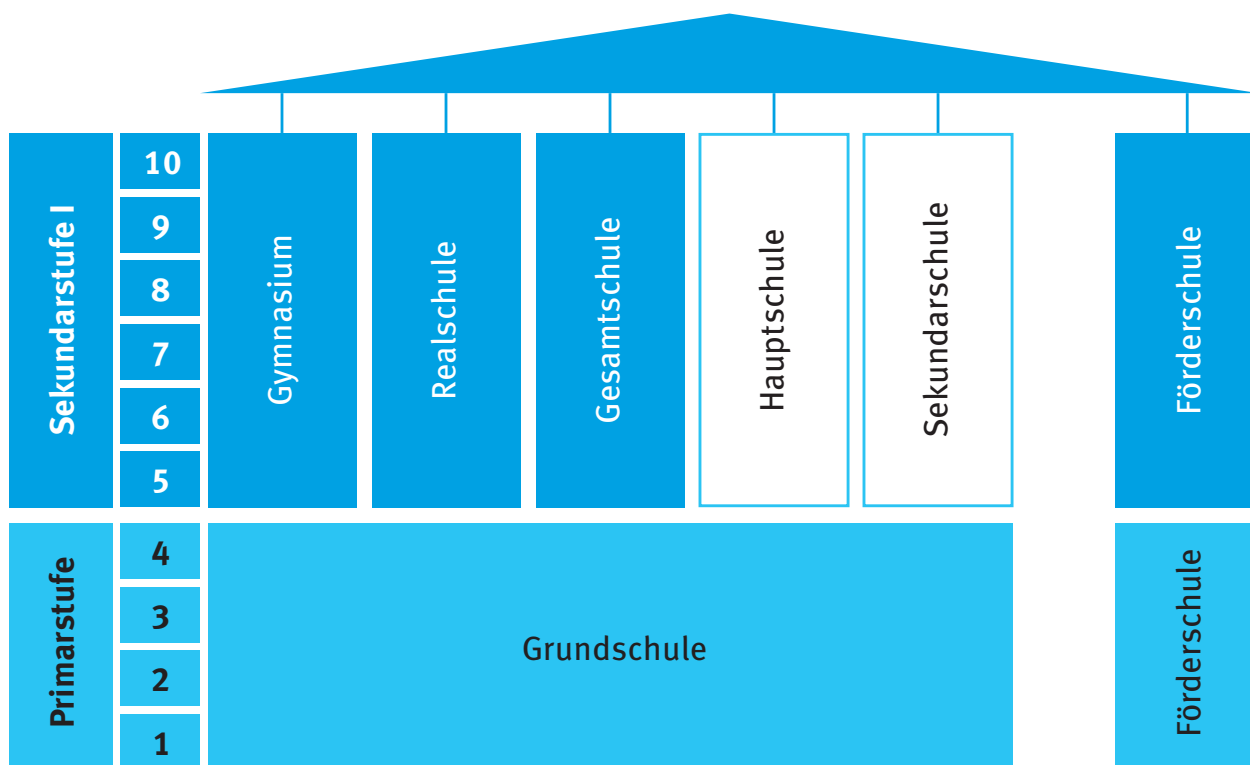 Sekundarstufe I
10
9
8
7
6
5
Gymnasium
Realschule
Gesamtschule
Hauptschule
Sekundarschule
Förderschule
Primarstufe
4
3
2
1
Grundschule
Förderschule